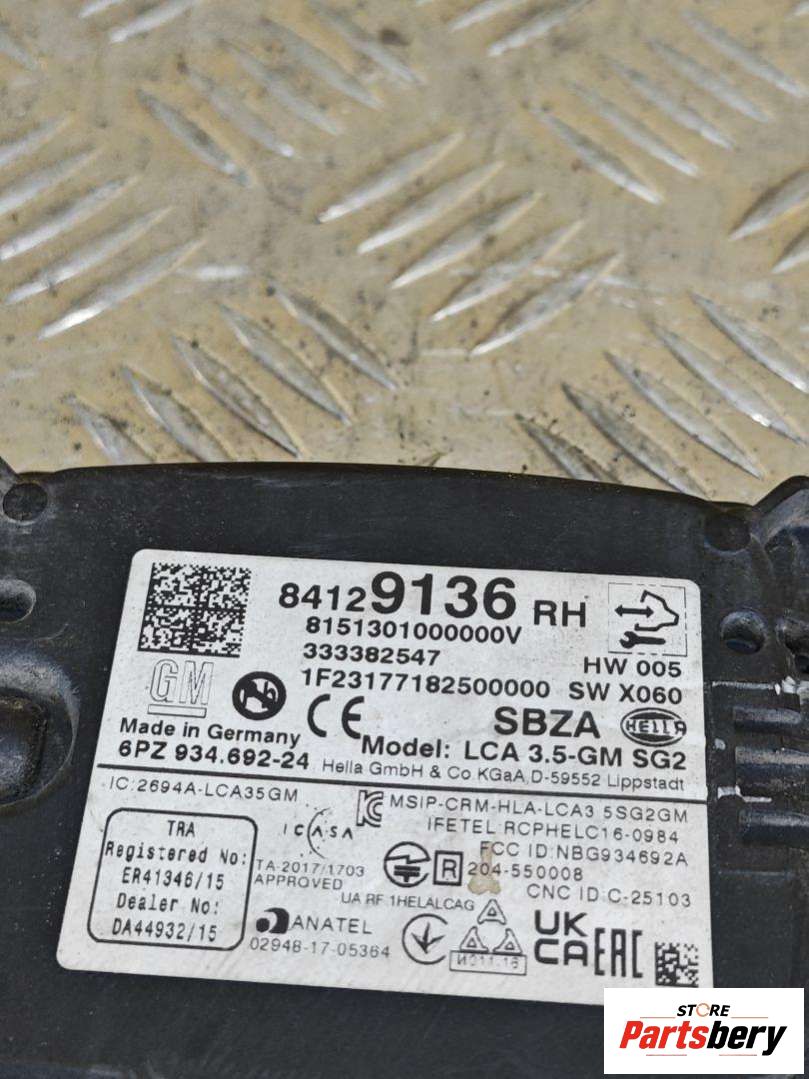 84129136 RH
8151301000000V
333382547
HW 005
1F23177182500000 SW X060
GM
SBZA
HELLA
Made in Germany
CE
Model: LCA 3.5-GM SG2
6PZ 934.692-24
Hella GmbH & Co.KGaA,D-59552 Lippstadt
IC:2694A-LCA35GM
MSIP-CRM-HLA-LCA3 5SG2GM
ICASA
IFETEL:RCPHELC16-0984
TRA
Registered No:
ER41346/15
Dealer No:
DA44932/15
TA-2017/1703
APPROVED
FCC ID:NBG934692A
R 204-550008
CNC ID:C-25103
UA RF:1HELALCAG
ANATEL
02948-17-05364
UK
CA
EAC
STORE
Partsbery